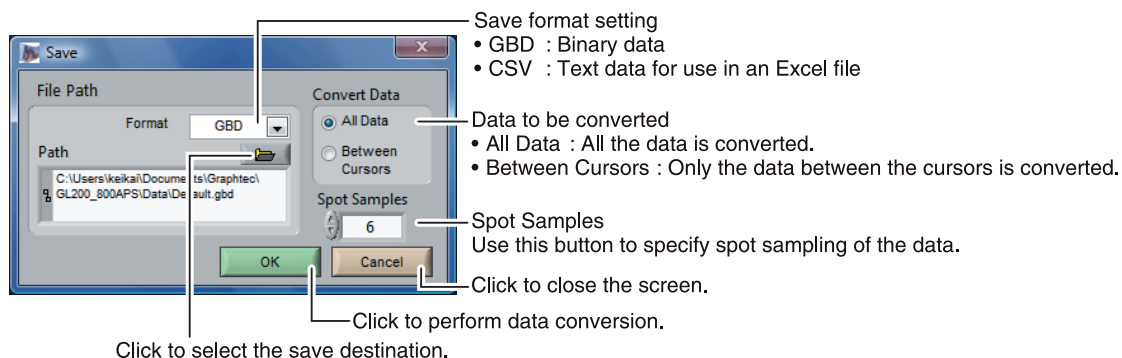 Save format setting
• GBD : Binary data
• CSV : Text data for use in an Excel file
Save
File Path
Format GBD
Path
C:\Users\keikai\Documents\Graphtec\
GL200_800APS\Data\Default.gbd
Convert Data
All Data
Between
Cursors
Spot Samples
6
OK
Cancel
Data to be converted
• All Data : All the data is converted.
• Between Cursors : Only the data between the cursors is converted.
Spot Samples
Use this button to specify spot sampling of the data.
Click to close the screen.
Click to perform data conversion.
Click to select the save destination.